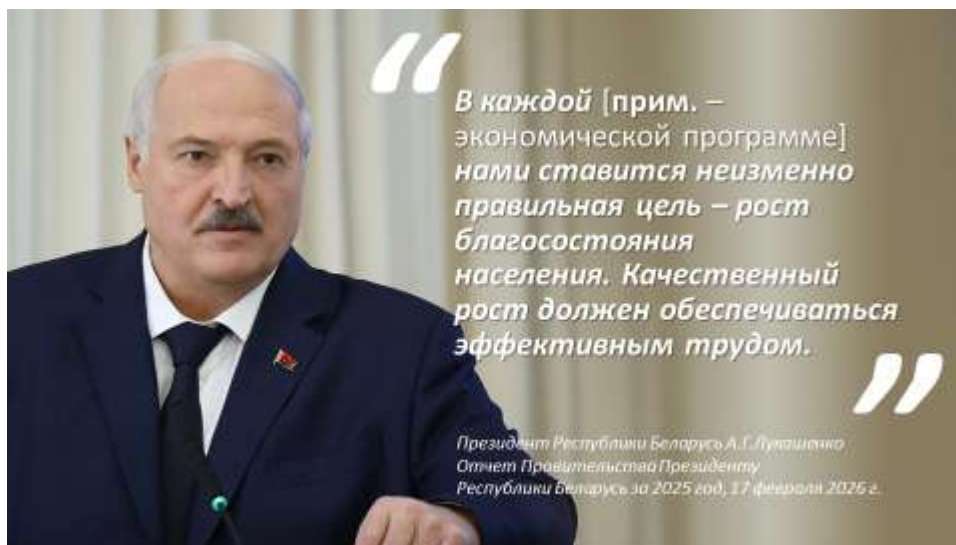 “
В каждой [прим. –
экономической программе]
нами ставится неизменно
правильная цель – рост
благосостояния
населения. Качественный
рост должен обеспечиваться
эффективным трудом.
”
Президент Республики Беларусь А.Г.Лукашенко
Отчет Правительства Президенту
Республики Беларусь за 2025 год, 17 февраля 2026 г.